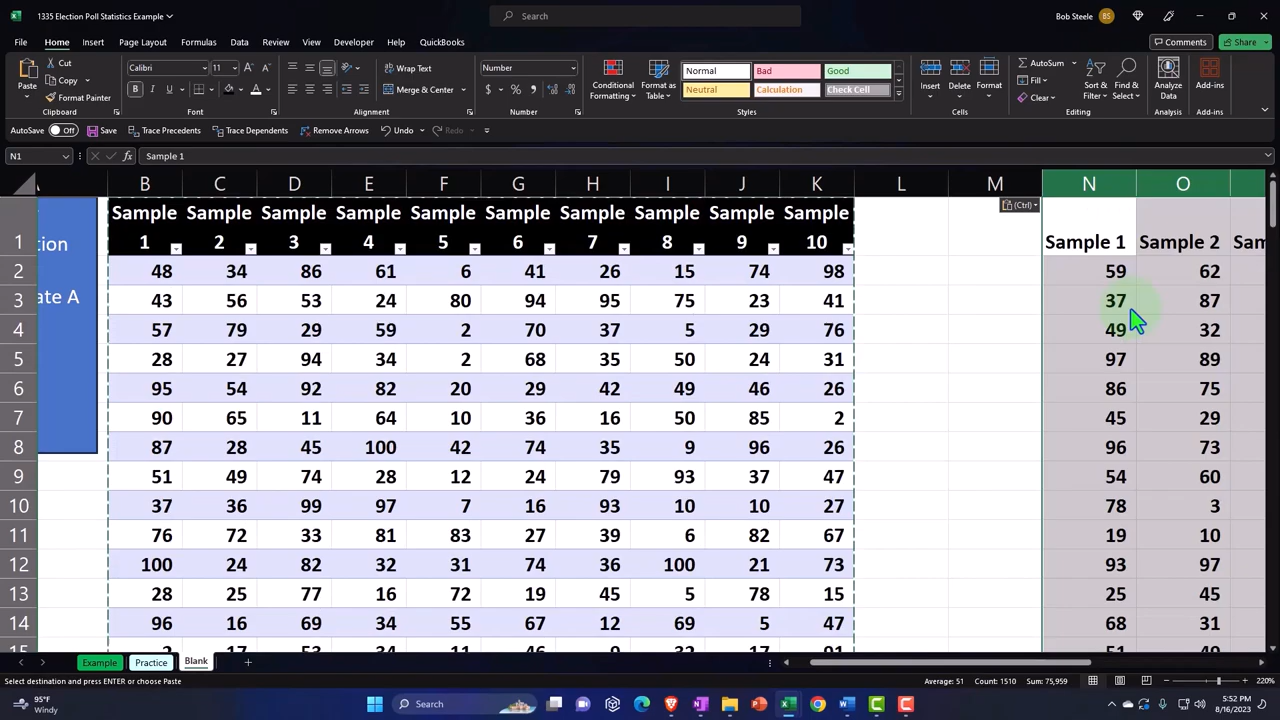 1335 Election Poll Statistics Example
Search
Bob Steele
BS
File Home Insert Page Layout Formulas Data Review View Developer Automate Help QuickBooks
Comments
Share
Paste
Cut
Copy
Format Painter
Clipboard
Calibri
11
Font
Wrap Text
Merge & Center
Alignment
Number
Number
Conditional Formatting
Format as Table
Normal Bad Good
Neutral Calculation Check Cell
Styles
Insert Delete Format
Cells
AutoSum
Fill
Clear
Sort & Filter
Find & Select
Editing
Analyze Data
Analysis
Add-ins
Add-ins
AutoSave Off Save Trace Precedents Trace Dependents Remove Arrows Undo Redo
N1 fx Sample 1
B C D E F G H I J K L M N O
(Ctrl)
Sample Sample Sample Sample Sample Sample Sample Sample Sample Sample
1 tion 1 2 3 4 5 6 7 8 9 10 Sample 1 Sample 2 Sam
2 48 34 86 61 6 41 26 15 74 98 59 62
3 ate A 43 56 53 24 80 94 95 75 23 41 37 87
4 57 79 29 59 2 70 37 5 29 76 49 32
5 28 27 94 34 2 68 35 50 24 31 97 89
6 95 54 92 82 20 29 42 49 46 26 86 75
7 90 65 11 64 10 36 16 50 85 2 45 29
8 87 28 45 100 42 74 35 9 96 26 96 73
9 51 49 74 28 12 24 79 93 37 47 54 60
10 37 36 99 97 7 16 93 10 10 27 78 3
11 76 72 33 81 83 27 39 6 82 67 19 10
12 100 24 82 32 31 74 36 100 21 73 93 97
13 28 25 77 16 72 19 45 5 78 15 25 45
14 96 16 69 34 55 67 12 69 5 47 68 31
Example Practice Blank
Select destination and press ENTER or choose Paste
Average: 51 Count: 1510 Sum: 75,959
220%
95°F
Windy
Search
5:52 PM
8/16/2023